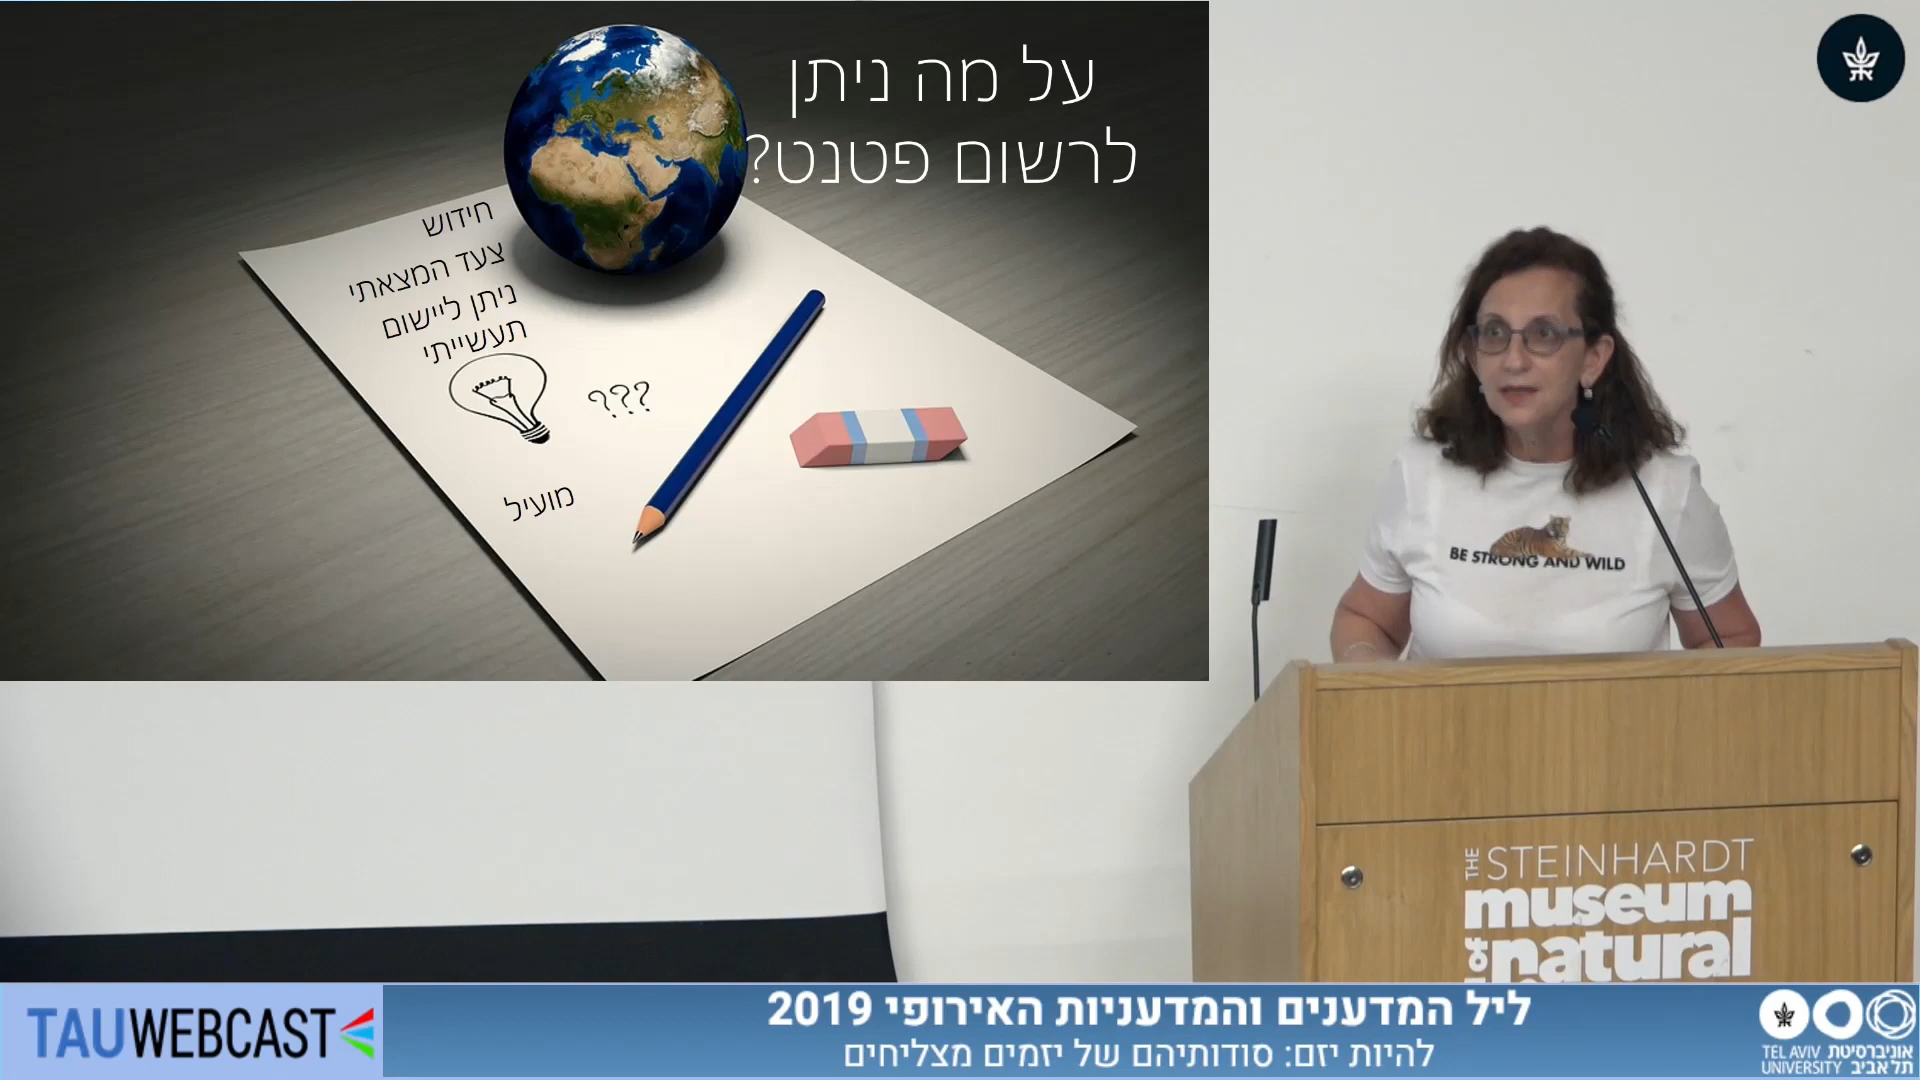 על מה ניתן
לרשום פטנט?
חידוש
צעד המצאתי
ניתן ליישום
תעשייתי
???
מועיל
BE STRONG AND WILD
THE STEINHARDT
museum
of natural
TAUWEBCAST
ליל המדענים והמדעניות האירופי 2019
להיות יזם: סודותיהם של יזמים מצליחים
TEL AVIV אוניברסיטת
UNIVERSITY תל אביב